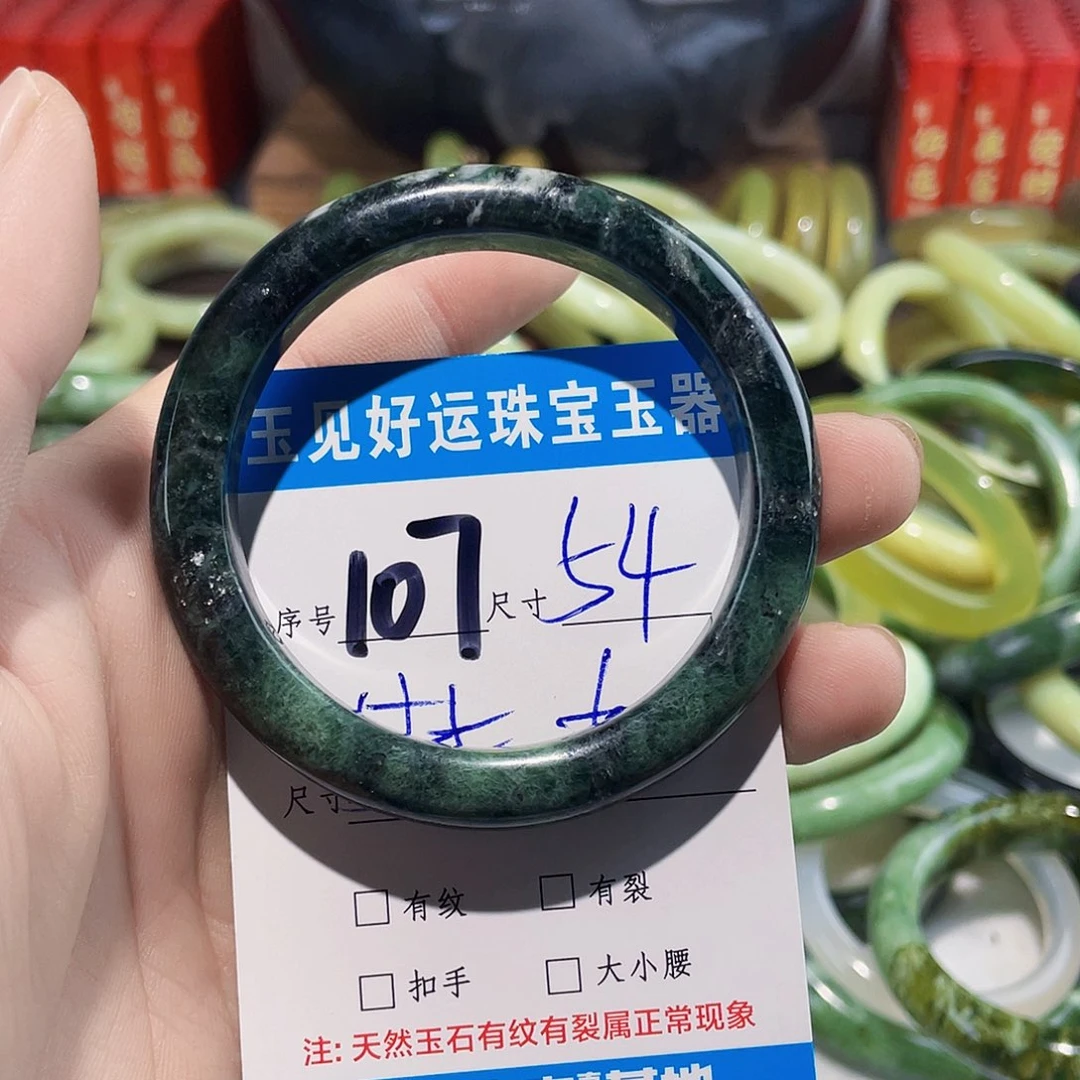 玉见好运珠宝玉器
序号 107 尺寸 54
尺寸
有纹 有裂
扣手 大小腰
注: 天然玉石有纹有裂属正常现象